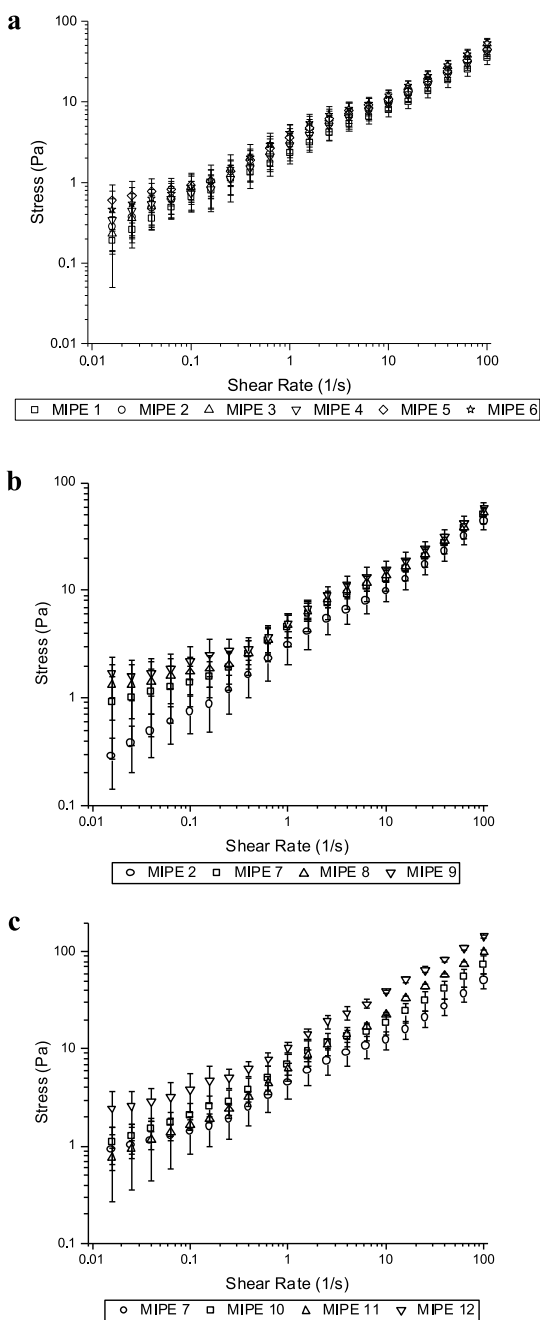 a
100
10
1
0.1
0.01
Stress (Pa)
0.01 0.1 1 10 100
Shear Rate (1/s)
MIPE 1 MIPE 2 MIPE 3 MIPE 4 MIPE 5 MIPE 6
b
100
10
1
0.1
Stress (Pa)
0.01 0.1 1 10 100
Shear Rate (1/s)
MIPE 2 MIPE 7 MIPE 8 MIPE 9
c
100
10
1
0.1
Stress (Pa)
0.01 0.1 1 10 100
Shear Rate (1/s)
MIPE 7 MIPE 10 MIPE 11 MIPE 12